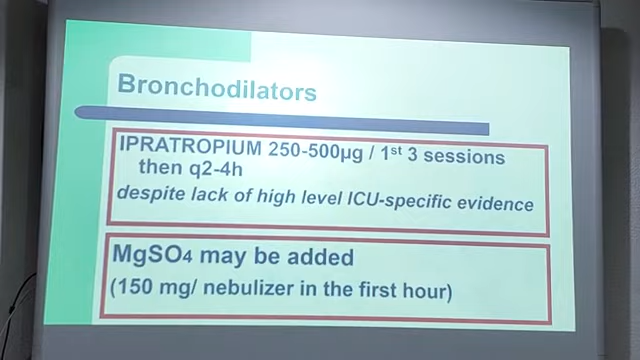 Bronchodilators
IPRATROPIUM 250-500µg / 1st 3 sessions
then q2-4h
despite lack of high level ICU-specific evidence
MgSO4 may be added
(150 mg/ nebulizer in the first hour)